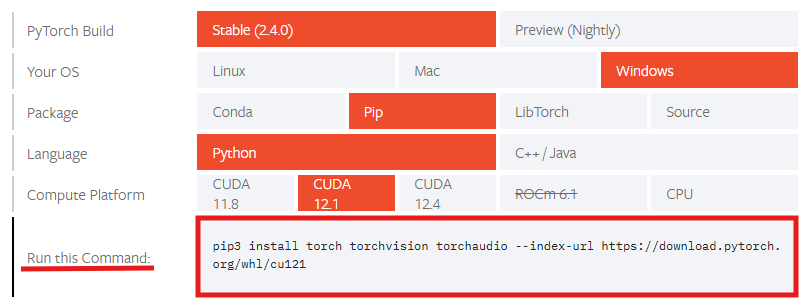 PyTorch Build
Stable (2.4.0)
Preview (Nightly)
Your OS
Linux
Mac
Windows
Package
Conda
Pip
LibTorch
Source
Language
Python
C++ / Java
Compute Platform
CUDA
11.8
CUDA
12.1
CUDA
12.4
ROCm 6.1
CPU
Run this Command:
pip3 install torch torchvision torchaudio --index-url https://download.pytorch.
org/whl/cu121